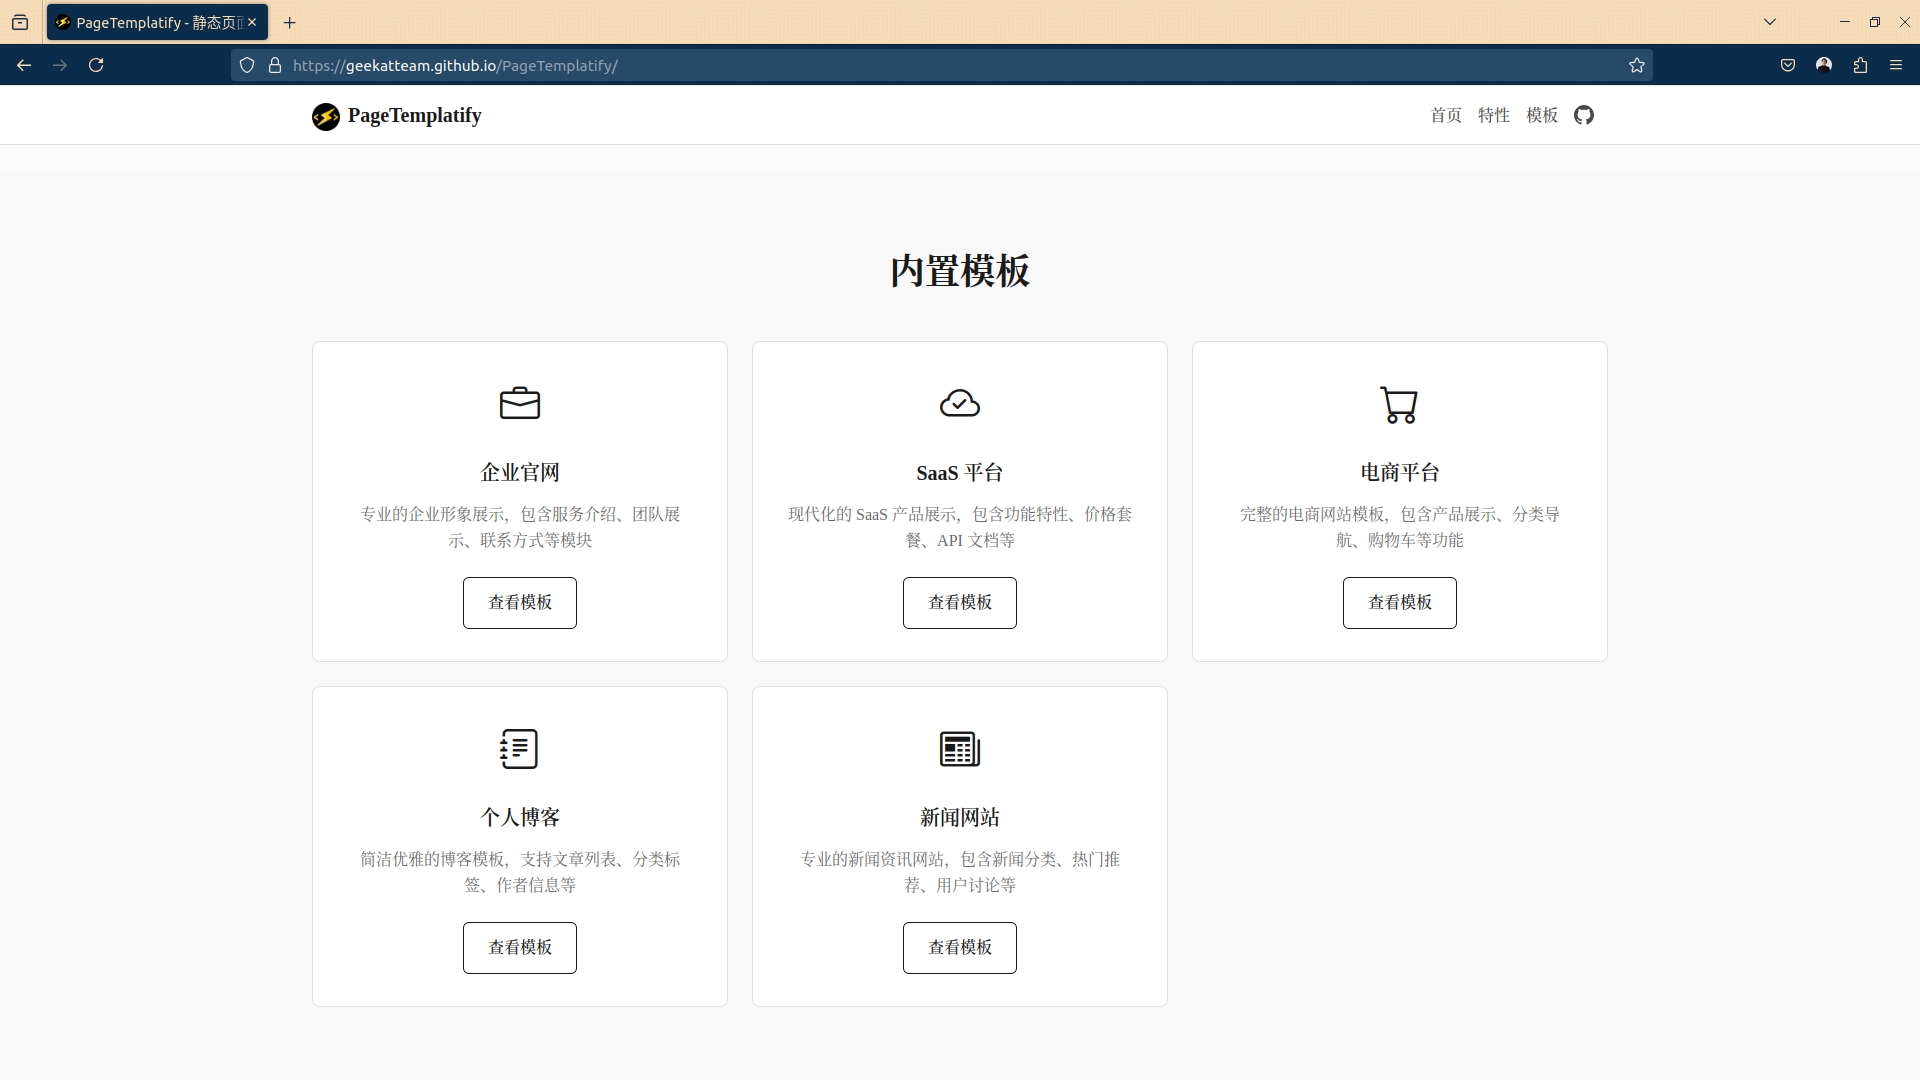 PageTemplatify - 静态页
https://geekatteam.github.io/PageTemplatify/
PageTemplatify
首页 特性 模板
内置模板
企业官网
专业的企业形象展示，包含服务介绍、团队展
示、联系方式等模块
查看模板
SaaS 平台
现代化的 SaaS 产品展示，包含功能特性、价格套
餐、API 文档等
查看模板
电商平台
完整的电商网站模板，包含产品展示、分类导
航、购物车等功能
查看模板
个人博客
简洁优雅的博客模板，支持文章列表、分类标
签、作者信息等
查看模板
新闻网站
专业的新闻资讯网站，包含新闻分类、热门推
荐、用户讨论等
查看模板